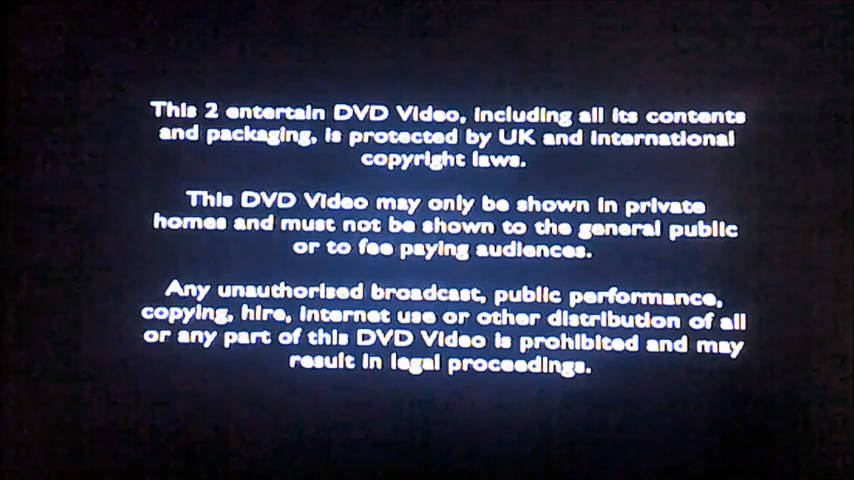 This 2 entertain DVD Video, including all its contents
and packaging, is protected by UK and international
copyright laws.
This DVD Video may only be shown in private
homes and must not be shown to the general public
or to fee paying audiences.
Any unauthorised broadcast, public performance,
copying, hire, internet use or other distribution of all
or any part of this DVD Video is prohibited and may
result in legal proceedings.